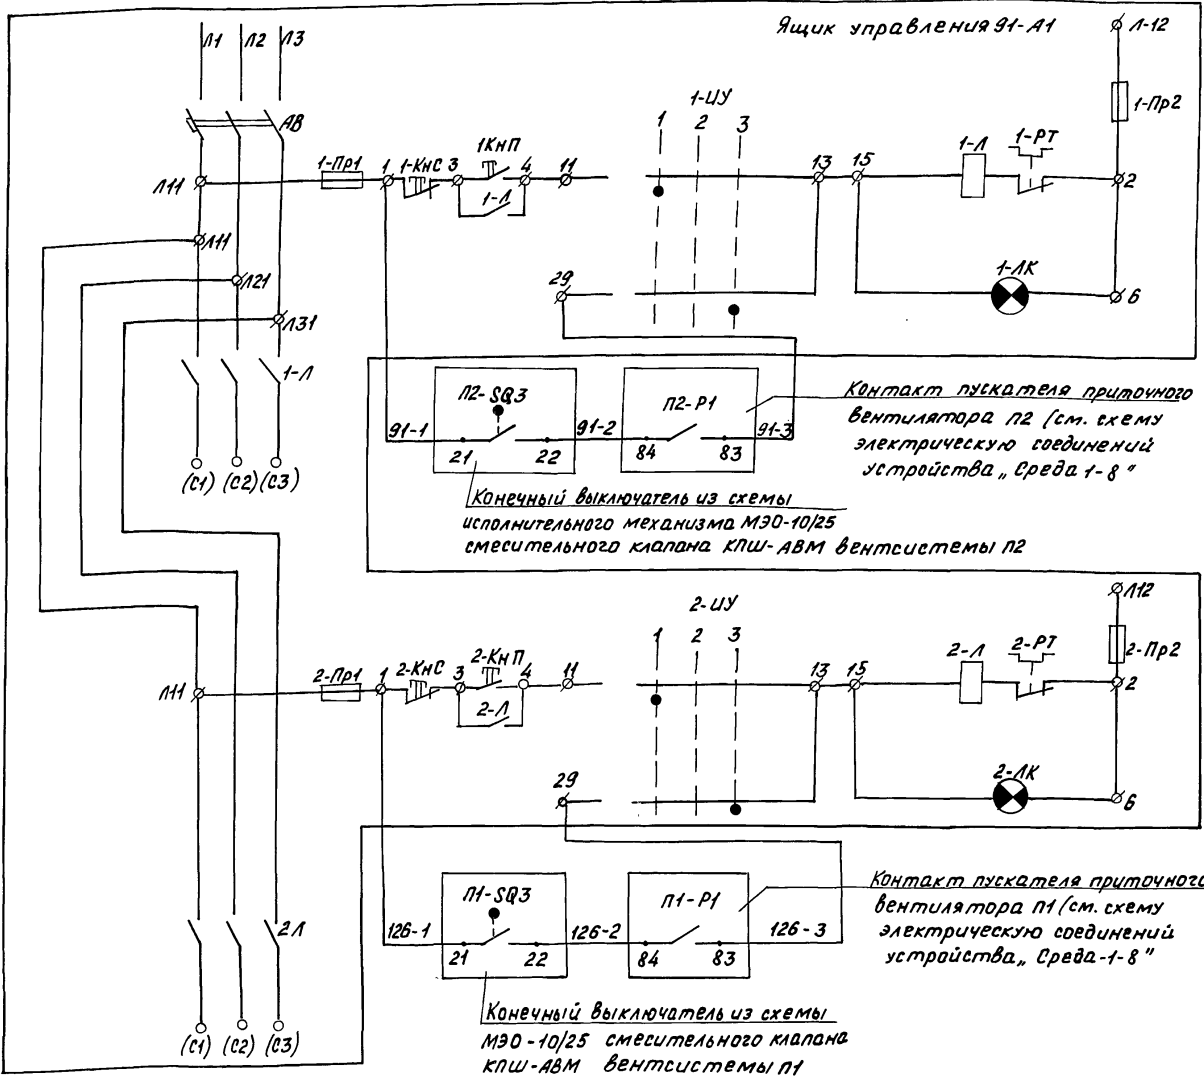 Ящик управления 91-А1
Л1 Л2 Л3
Л-12
АВ
1-Пр2
1-ИУ
1 2 3
Л11
1-Пр1
1
1-КнС
3
1КнП
4
11
1-Л
13
15
1-Л
1-РТ
2
Л11
Л21
Л31
29
1-ЛК
6
1-Л
(С1) (С2) (С3)
П2-SQ3
П2-Р1
91-1
21
22
91-2
84
83
91-3
Контакт пускателя приточного
вентилятора П2 (см. схему
электрическую соединений
устройства „Среда 1-8"
Конечный выключатель из схемы
исполнительного механизма МЭО-10/25
смесительного клапана КПШ-АВМ вентсистемы П2
Л12
2-Пр2
2-ИУ
1 2 3
Л11
2-Пр1
1
2-КнС
3
2-КнП
4
11
2-Л
13
15
2-Л
2-РТ
2
29
2-ЛК
6
2Л
(С1) (С2) (С3)
П1-SQ3
П1-Р1
126-1
21
22
126-2
84
83
126-3
Контакт пускателя приточного
вентилятора П1 (см. схему
электрическую соединений
устройства „Среда-1-8"
Конечный выключатель из схемы
МЭО-10/25 смесительного клапана
КПШ-АВМ вентсистемы П1